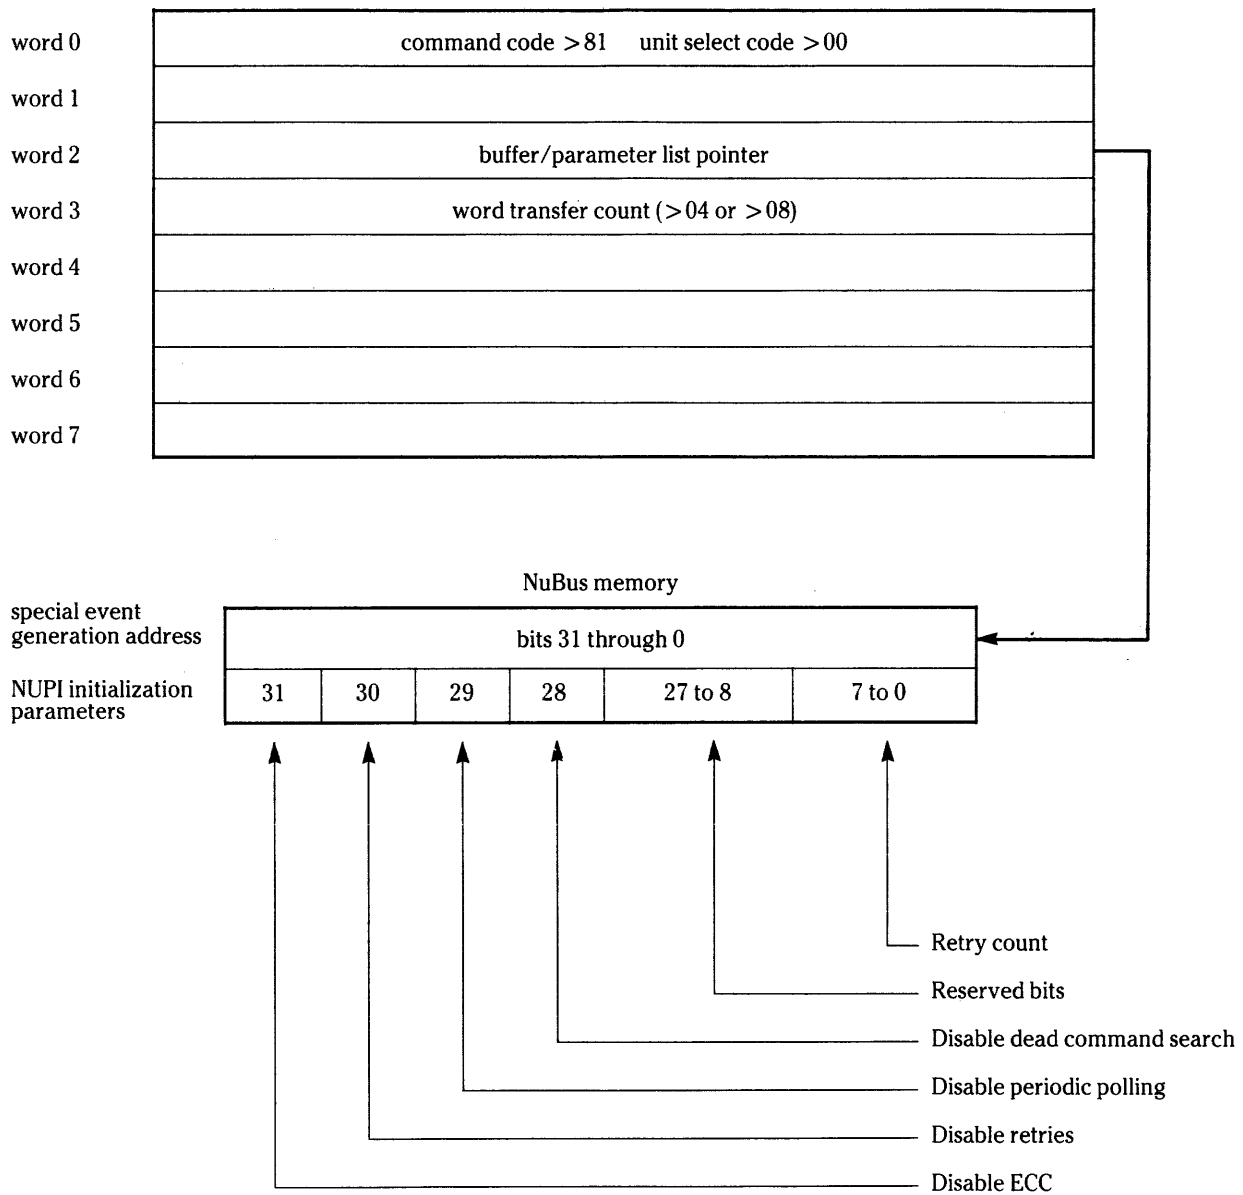 word 0 command code >81 unit select code >00
word 1
word 2 buffer/parameter list pointer
word 3 word transfer count (>04 or >08)
word 4
word 5
word 6
word 7
NuBus memory
special event
generation address bits 31 through 0
NUPI initialization
parameters 31 30 29 28 27 to 8 7 to 0
Retry count
Reserved bits
Disable dead command search
Disable periodic polling
Disable retries
Disable ECC